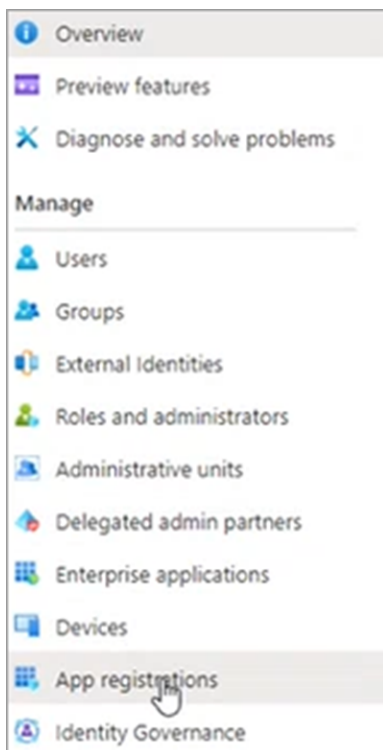 Overview
Preview features
Diagnose and solve problems
Manage
Users
Groups
External Identities
Roles and administrators
Administrative units
Delegated admin partners
Enterprise applications
Devices
App registrations
Identity Governance